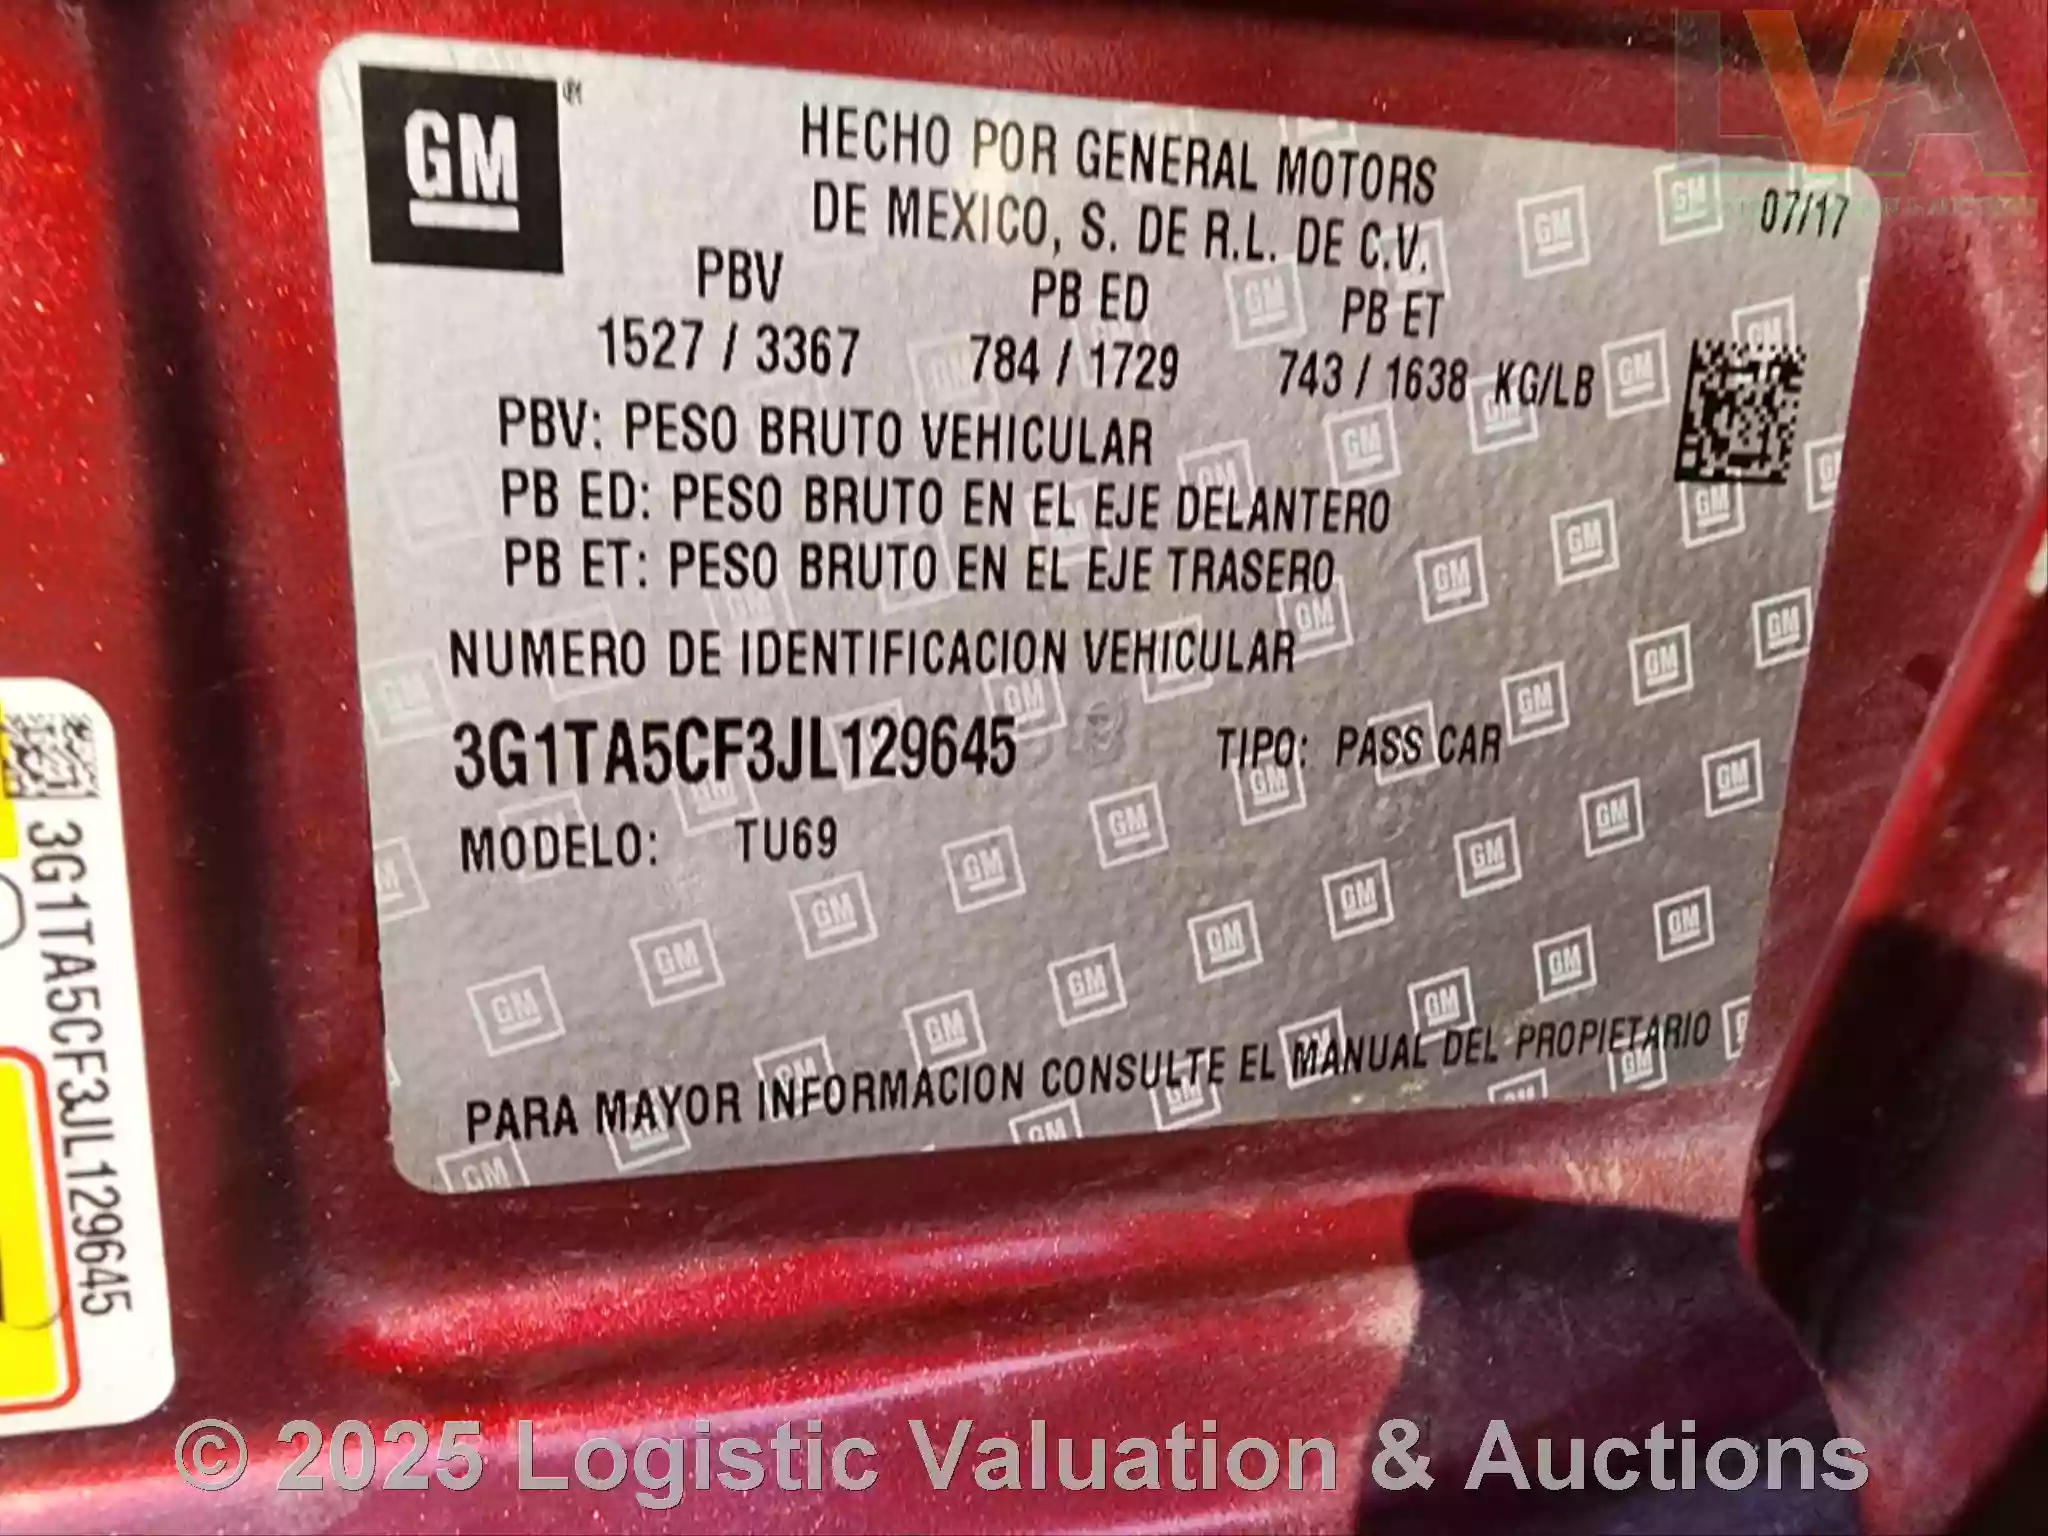 GM
HECHO POR GENERAL MOTORS
DE MEXICO, S. DE R.L. DE C.V.
07/17
PBV PB ED PB ET
1527 / 3367 784 / 1729 743 / 1638 KG/LB
PBV: PESO BRUTO VEHICULAR
PB ED: PESO BRUTO EN EL EJE DELANTERO
PB ET: PESO BRUTO EN EL EJE TRASERO
NUMERO DE IDENTIFICACION VEHICULAR
3G1TA5CF3JL129645 TIPO: PASS CAR
MODELO: TU69
PARA MAYOR INFORMACION CONSULTE EL MANUAL DEL PROPIETARIO
3G1TA5CF3JL129645
LVA
© 2025 Logistic Valuation & Auctions